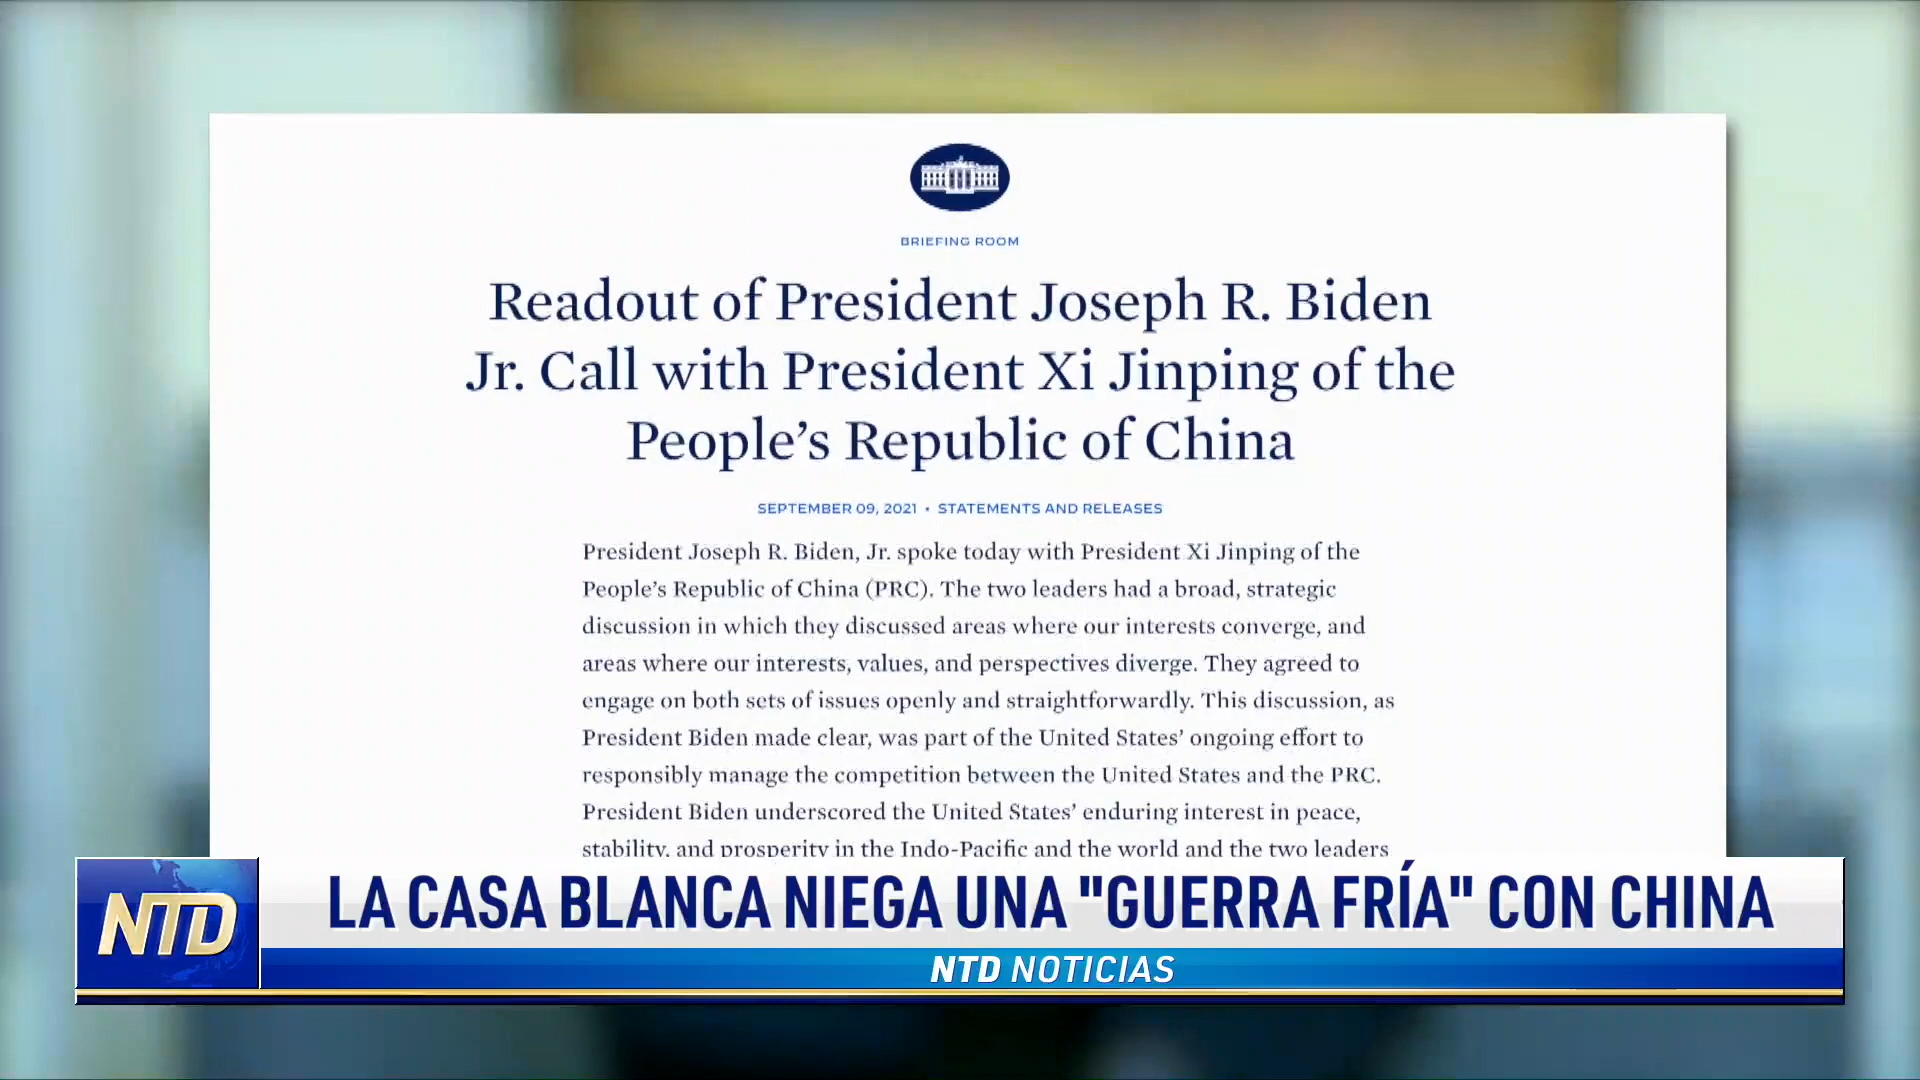 BRIEFING ROOM
Readout of President Joseph R. Biden
Jr. Call with President Xi Jinping of the
People’s Republic of China
SEPTEMBER 09, 2021 • STATEMENTS AND RELEASES
President Joseph R. Biden, Jr. spoke today with President Xi Jinping of the
People’s Republic of China (PRC). The two leaders had a broad, strategic
discussion in which they discussed areas where our interests converge, and
areas where our interests, values, and perspectives diverge. They agreed to
engage on both sets of issues openly and straightforwardly. This discussion, as
President Biden made clear, was part of the United States’ ongoing effort to
responsibly manage the competition between the United States and the PRC.
President Biden underscored the United States’ enduring interest in peace,
stability, and prosperity in the Indo-Pacific and the world and the two leaders
NTD
LA CASA BLANCA NIEGA UNA "GUERRA FRÍA" CON CHINA
NTD NOTICIAS